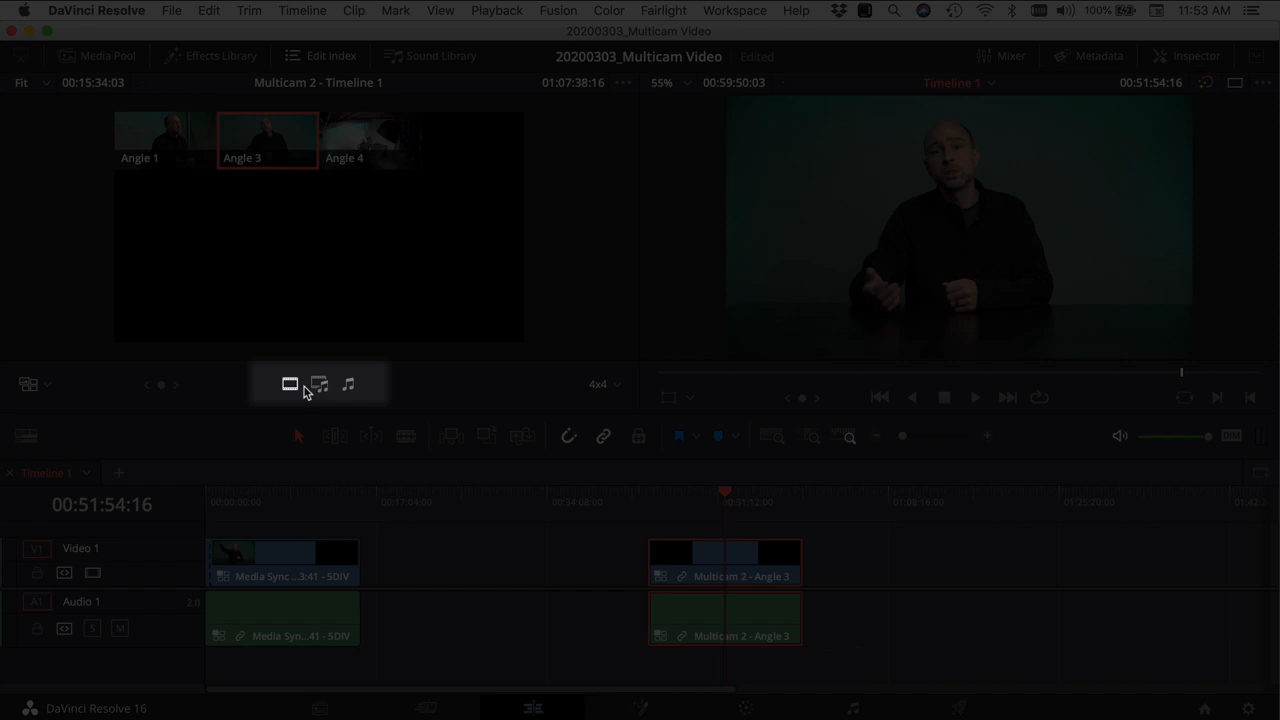 DaVinci Resolve File Edit Trim Timeline Clip Mark View Playback Fusion Color Fairlight Workspace Help 100% 11:53 AM
20200303_Multicam Video
Media Pool Effects Library Edit Index Sound Library 20200303_Multicam Video Edited Mixer Metadata Inspector
Fit 00:15:34:03 Multicam 2 - Timeline 1 01:07:38:16 55% 00:59:50:03 Timeline 1 00:51:54:16
Angle 1 Angle 3 Angle 4
4x4
DIM
Timeline 1
00:51:54:16 00:00:00:00 00:17:04:00 00:34:08:00 00:51:12:00 01:08:16:00 01:25:20:00
V1 Video 1
Media Sync ...3:41 - 5DIV Multicam 2 - Angle 3
A1 Audio 1 2.0
S M Media Syn...41 - 5DIV Multicam 2 - Angle 3
DaVinci Resolve 16